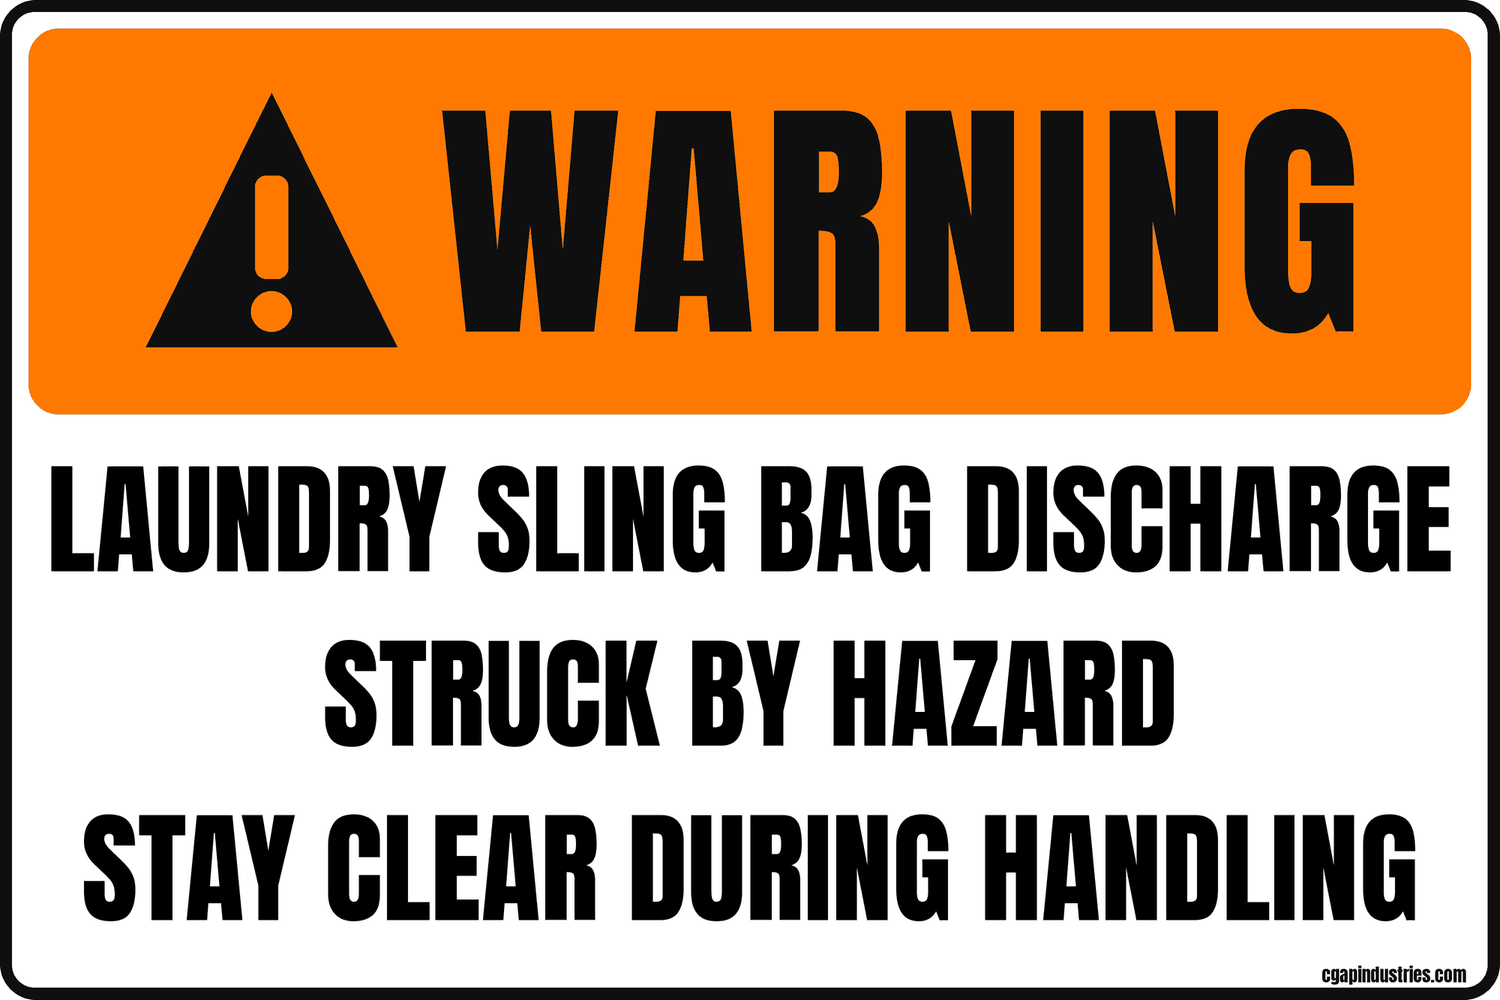 WARNING
LAUNDRY SLING BAG DISCHARGE
STRUCK BY HAZARD
STAY CLEAR DURING HANDLING
cgapindustries.com